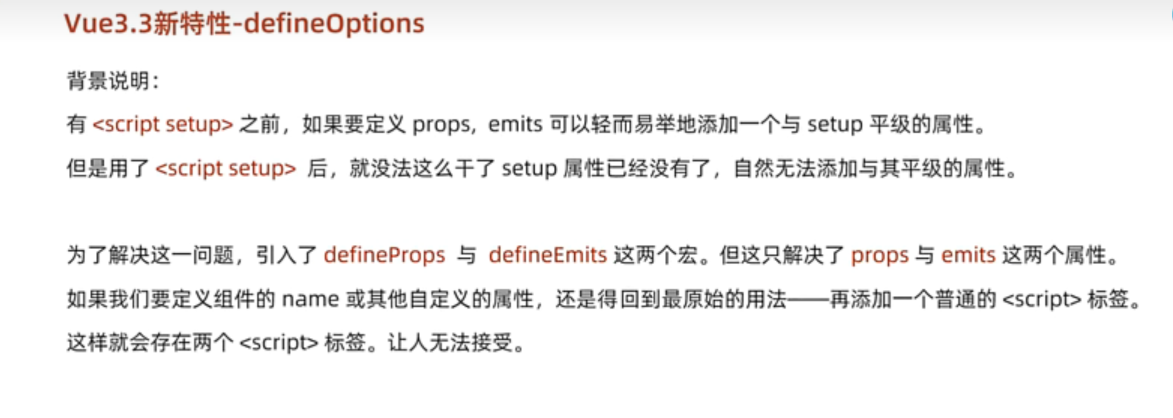 Vue3.3新特性-defineOptions
背景说明：
有 <script setup> 之前，如果要定义 props, emits 可以轻而易举地添加一个与 setup 平级的属性。
但是用了 <script setup> 后，就没法这么干了 setup 属性已经没有了，自然无法添加与其平级的属性。
为了解决这一问题，引入了 defineProps 与 defineEmits 这两个宏。但这只解决了 props 与 emits 这两个属性。
如果我们要定义组件的 name 或其他自定义的属性，还是得回到最原始的用法——再添加一个普通的 <script> 标签。
这样就会存在两个 <script> 标签。让人无法接受。